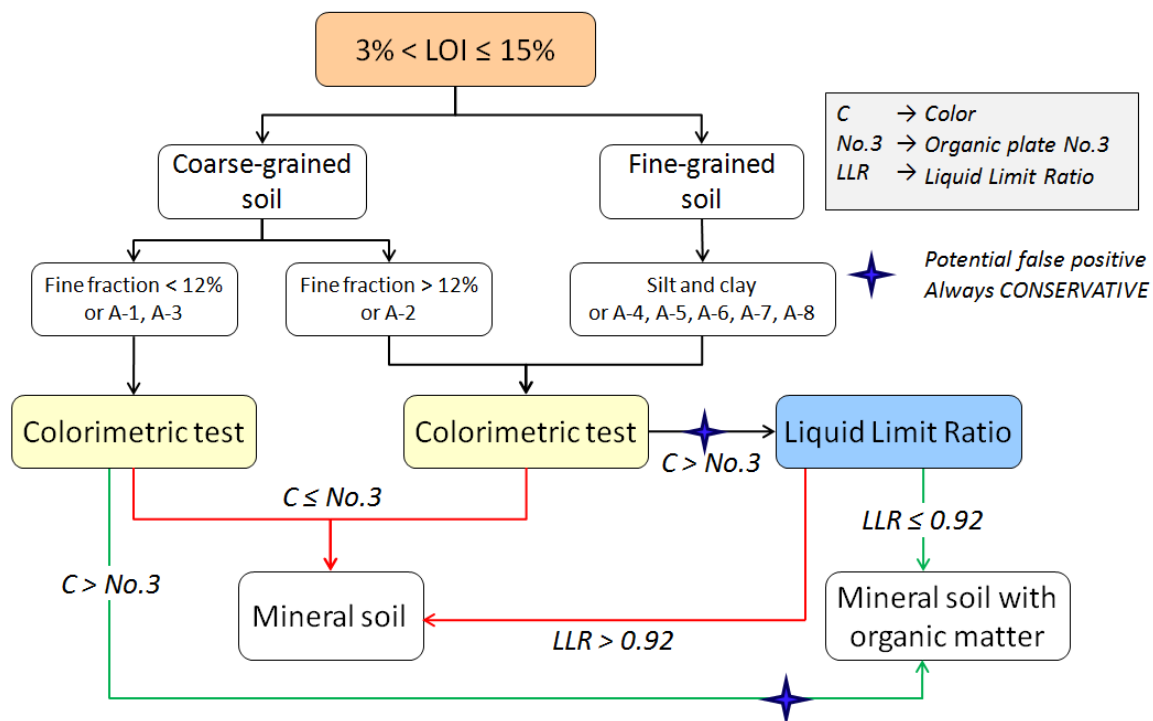 3% < LOI ≤ 15%
C → Color
No.3 → Organic plate No.3
LLR → Liquid Limit Ratio
Coarse-grained
soil
Fine-grained
soil
Potential false positive
Always CONSERVATIVE
Fine fraction < 12%
or A-1, A-3
Fine fraction > 12%
or A-2
Silt and clay
or A-4, A-5, A-6, A-7, A-8
Colorimetric test
Colorimetric test
C > No.3
Liquid Limit Ratio
C ≤ No.3
LLR ≤ 0.92
C > No.3
Mineral soil
LLR > 0.92
Mineral soil with
organic matter